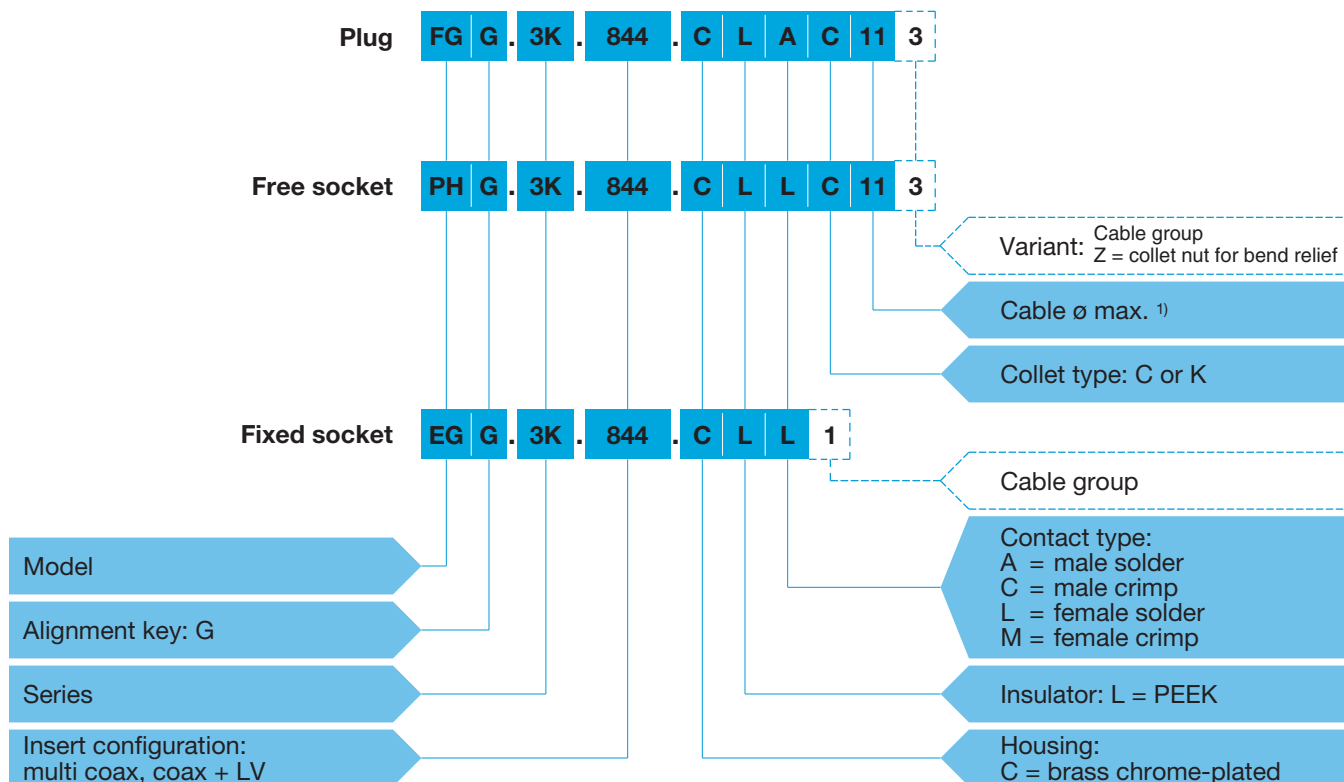 Plug FG G . 3K . 844 . C L A C 11 3
Free socket PH G . 3K . 844 . C L L C 11 3
Variant: Cable group
Z = collet nut for bend relief
Cable ø max. 1)
Collet type: C or K
Fixed socket EG G . 3K . 844 . C L L 1
Cable group
Model
Alignment key: G
Series
Insert configuration:
multi coax, coax + LV
Contact type:
A = male solder
C = male crimp
L = female solder
M = female crimp
Insulator: L = PEEK
Housing:
C = brass chrome-plated